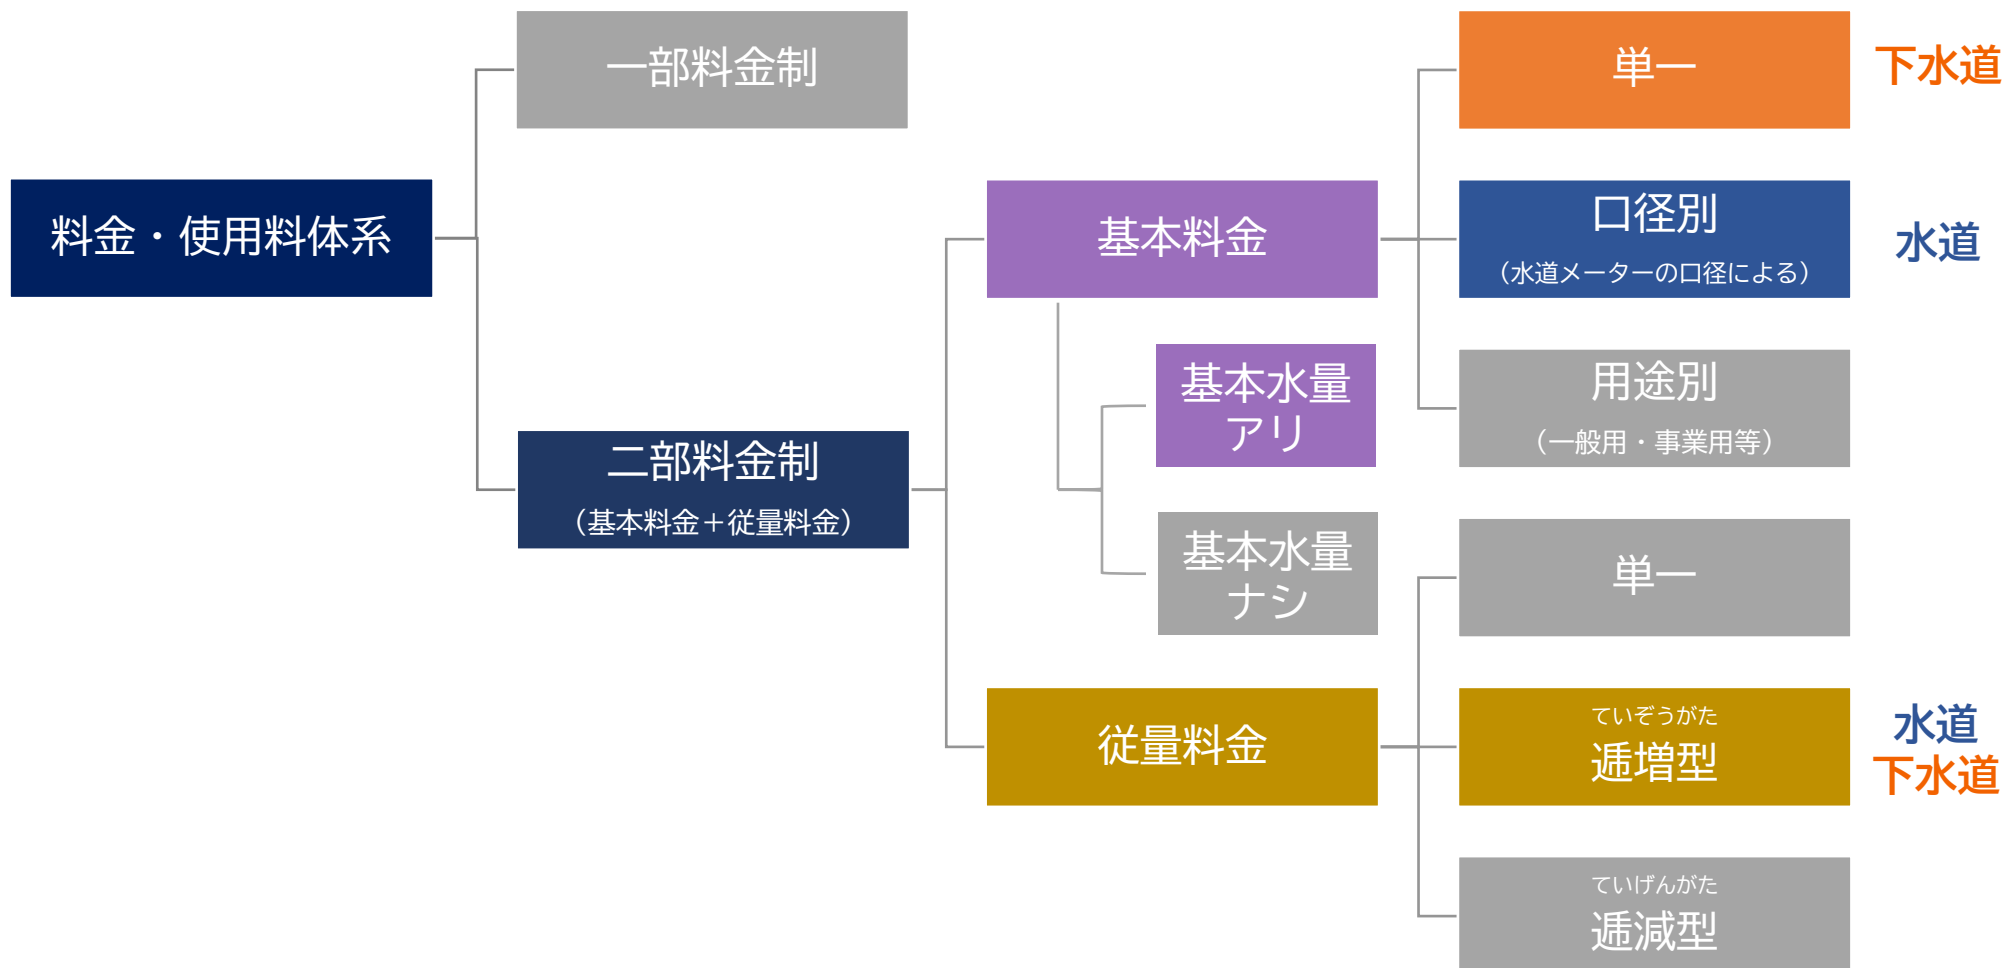 料金・使用料体系
一部料金制
二部料金制
（基本料金＋従量料金）
基本料金
基本水量
アリ
基本水量
ナシ
従量料金
単一
下水道
口径別
（水道メーターの口径による）
水道
用途別
（一般用・事業用等）
単一
ていぞうがた
逓増型
水道
下水道
ていげんがた
逓減型